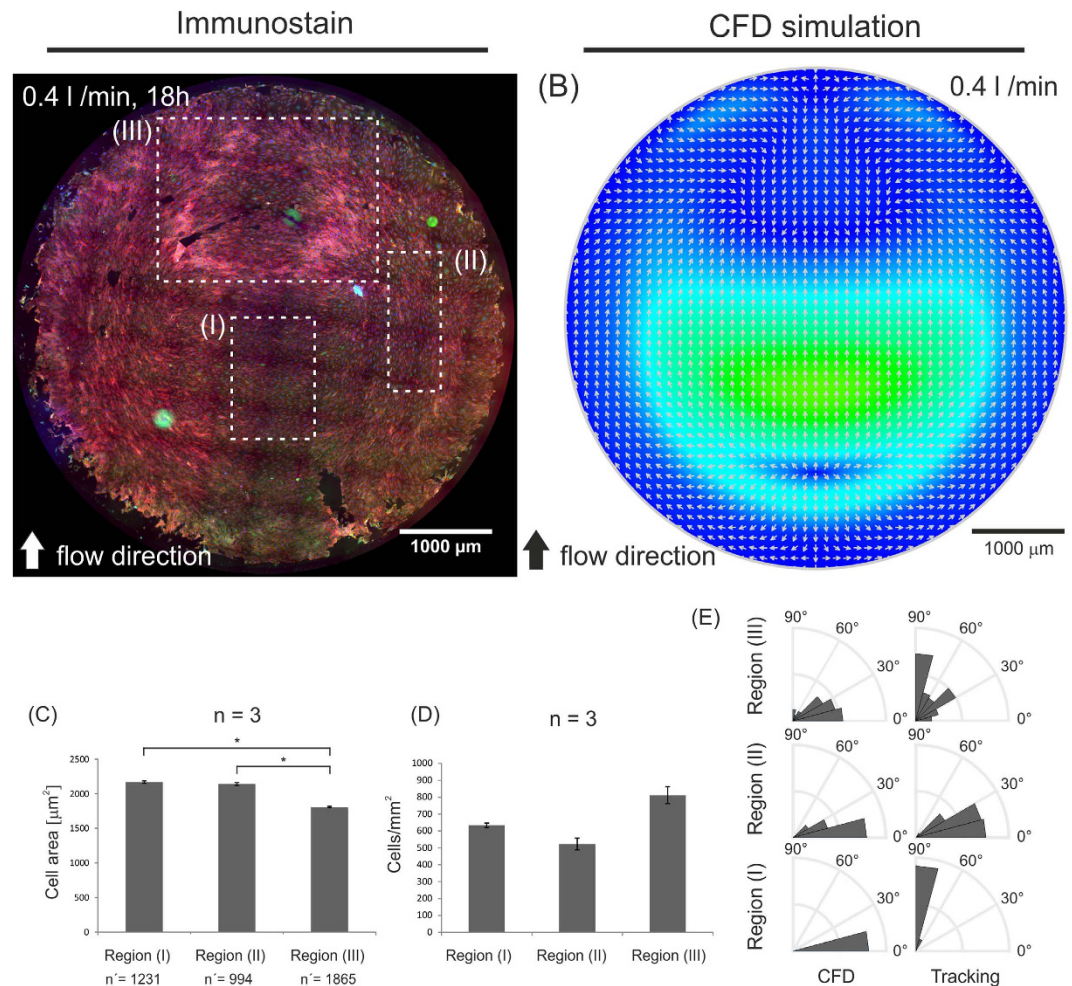 Immunostain
CFD simulation
0.4 l /min, 18h
(III)
(II)
(I)
1000 µm
flow direction
(B)
0.4 l /min
1000 µm
flow direction
(C)
n = 3
*
*
Cell area [µm²]
2500
2000
1500
1000
500
0
Region (I)
Region (II)
Region (III)
n´= 1231
n´= 994
n´= 1865
(D)
n = 3
Cells/mm²
1000
900
800
700
600
500
400
300
200
100
0
Region (I)
Region (II)
Region (III)
(E)
Region (III)
90°
60°
30°
0°
90°
60°
30°
0°
Region (II)
90°
60°
30°
0°
90°
60°
30°
0°
Region (I)
90°
60°
30°
0°
90°
60°
30°
0°
CFD
Tracking